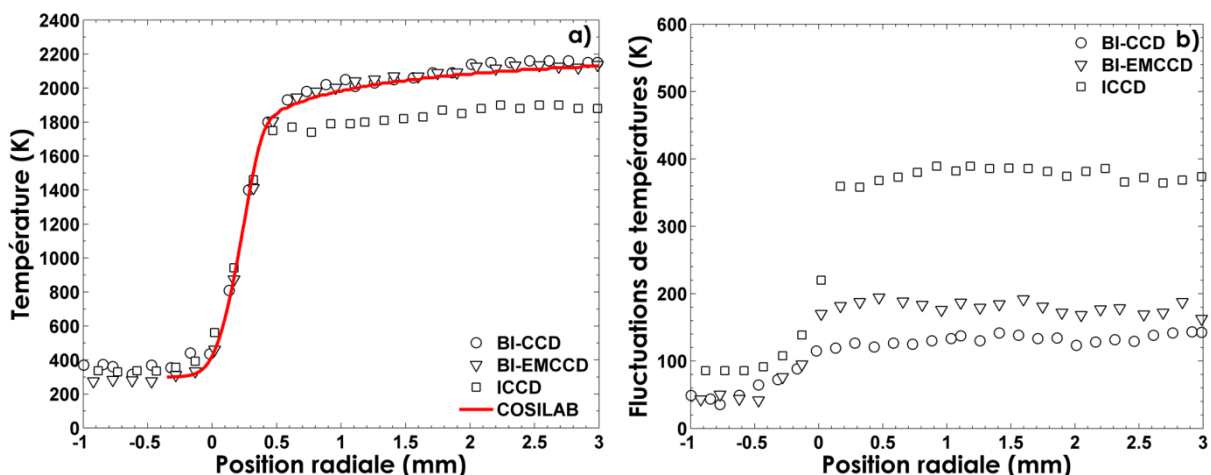 a)
Température (K)
2400
2200
2000
1800
1600
1400
1200
1000
800
600
400
200
0
BI-CCD
BI-EMCCD
ICCD
COSILAB
-1 -0.5 0 0.5 1 1.5 2 2.5 3
Position radiale (mm)
b)
Fluctuations de températures (K)
600
500
400
300
200
100
0
BI-CCD
BI-EMCCD
ICCD
-1 -0.5 0 0.5 1 1.5 2 2.5 3
Position radiale (mm)